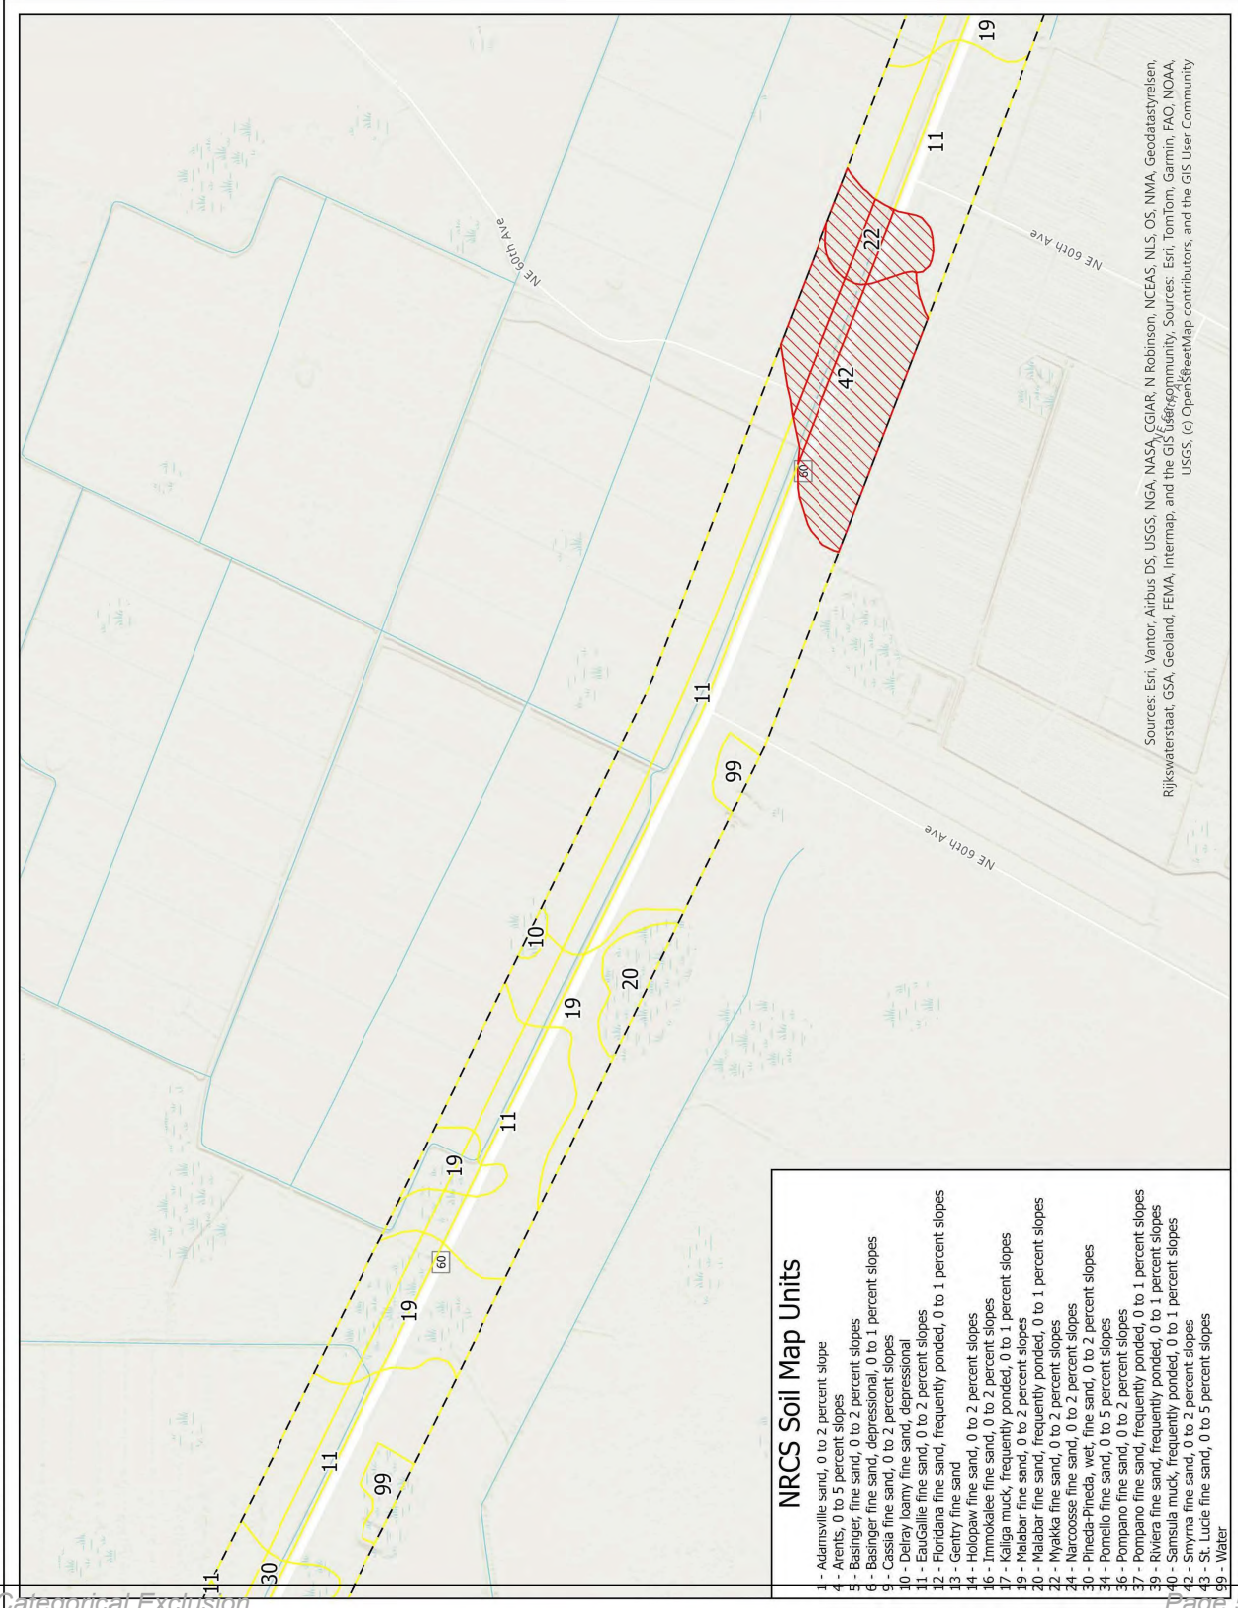 19
11
22
42
60
11
99
10
20
19
11
19
60
19
11
99
30
11
NE 60th Ave
NE 60th Ave
NE 60th Ave
Sources: Esri, Vantor, Airbus DS, USGS, NGA, NASA, CGIAR, N Robinson, NCEAS, NLS, OS, NMA, Geodatastyrelsen,
Rijkswaterstaat, GSA, Geoland, FEMA, Intermap, and the GIS user community, Sources: Esri, TomTom, Garmin, FAO, NOAA,
USGS, (c) OpenStreetMap contributors, and the GIS User Community
NRCS Soil Map Units
1 - Adamsville sand, 0 to 2 percent slope
4 - Arents, 0 to 5 percent slopes
5 - Basinger, fine sand, 0 to 2 percent slopes
6 - Basinger fine sand, depressional, 0 to 1 percent slopes
9 - Cassia fine sand, 0 to 2 percent slopes
10 - Delray loamy fine sand, depressional
11 - EauGallie fine sand, 0 to 2 percent slopes
12 - Floridana fine sand, frequently ponded, 0 to 1 percent slopes
13 - Gentry fine sand
14 - Holopaw fine sand, 0 to 2 percent slopes
16 - Immokalee fine sand, 0 to 2 percent slopes
17 - Kaliga muck, frequently ponded, 0 to 1 percent slopes
19 - Malabar fine sand, 0 to 2 percent slopes
20 - Malabar fine sand, frequently ponded, 0 to 1 percent slopes
22 - Myakka fine sand, 0 to 2 percent slopes
24 - Narcoosse fine sand, 0 to 2 percent slopes
30 - Pineda-Pineda, wet, fine sand, 0 to 2 percent slopes
34 - Pomello fine sand, 0 to 5 percent slopes
36 - Pompano fine sand, 0 to 2 percent slopes
37 - Pompano fine sand, frequently ponded, 0 to 1 percent slopes
39 - Riviera fine sand, frequently ponded, 0 to 1 percent slopes
40 - Samsula muck, frequently ponded, 0 to 1 percent slopes
42 - Smyrna fine sand, 0 to 2 percent slopes
43 - St. Lucie fine sand, 0 to 5 percent slopes
99 - Water
Categorical Exclusion
Page